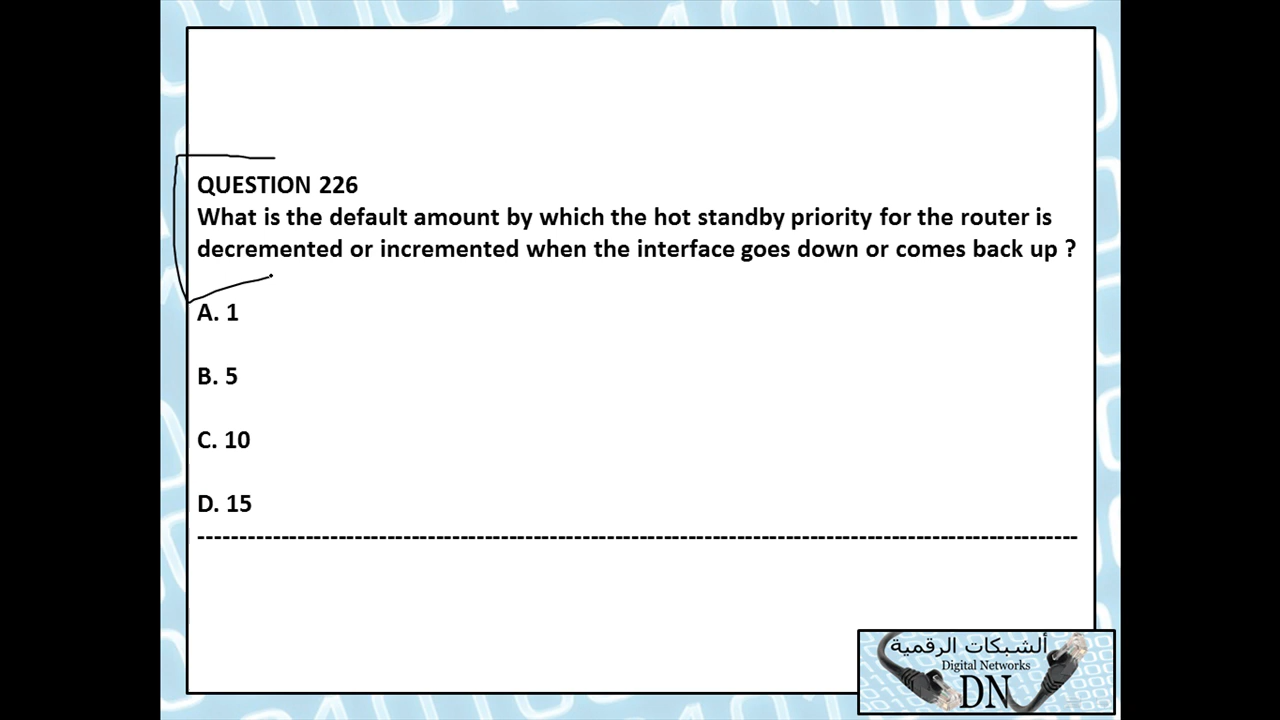 QUESTION 226
What is the default amount by which the hot standby priority for the router is
decremented or incremented when the interface goes down or comes back up ?
A. 1
B. 5
C. 10
D. 15
---------------------------------------------------------------------------------------------------------
ألشبكات الرقمية
Digital Networks
DN